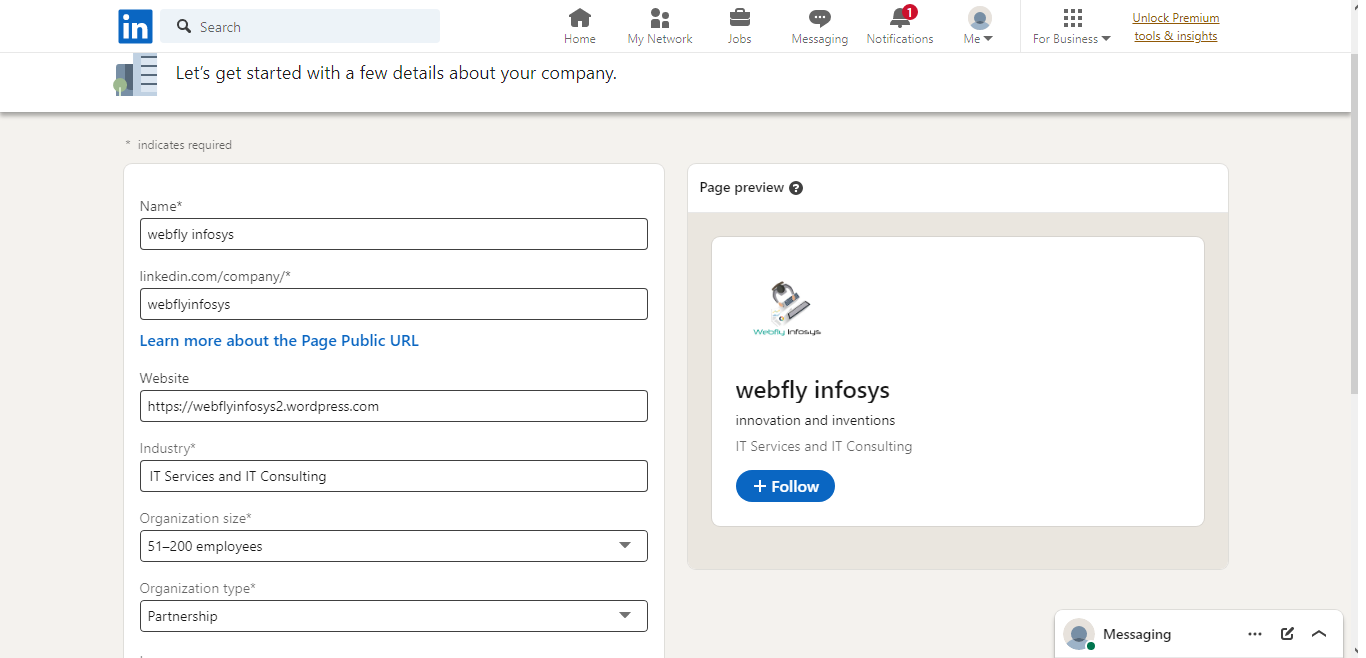 in
Search
Home
My Network
Jobs
Messaging
1
Notifications
Me
For Business
Unlock Premium
tools & insights
Let's get started with a few details about your company.
* indicates required
Name*
webfly infosys
linkedin.com/company/*
webflyinfosys
Learn more about the Page Public URL
Website
https://webflyinfosys2.wordpress.com
Industry*
IT Services and IT Consulting
Organization size*
51–200 employees
Organization type*
Partnership
Page preview ?
Webfly Infosys
webfly infosys
innovation and inventions
IT Services and IT Consulting
+ Follow
Messaging